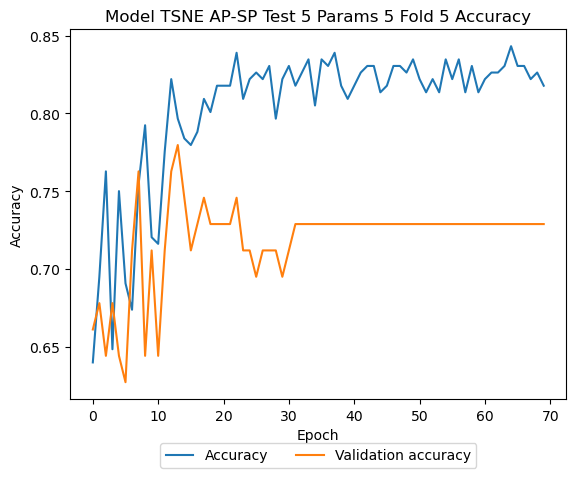 Model TSNE AP-SP Test 5 Params 5 Fold 5 Accuracy
0.85
0.80
0.75
0.70
0.65
Accuracy
0 10 20 30 40 50 60 70
Epoch
Accuracy Validation accuracy